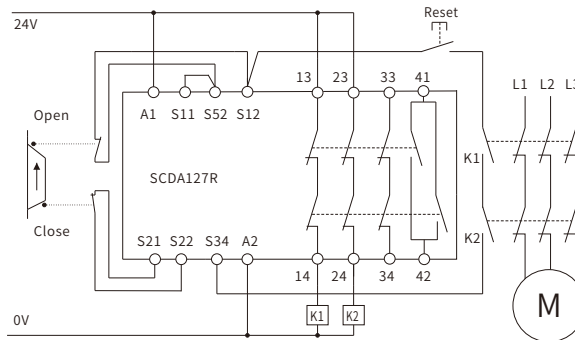 Reset
24V
13 23 33 41
L1 L2 L3
A1 S11 S52 S12
Open
K1
SCDA127R
Close
K2
S21 S22 S34 A2
14 24 34 42
M
K1 K2
0V